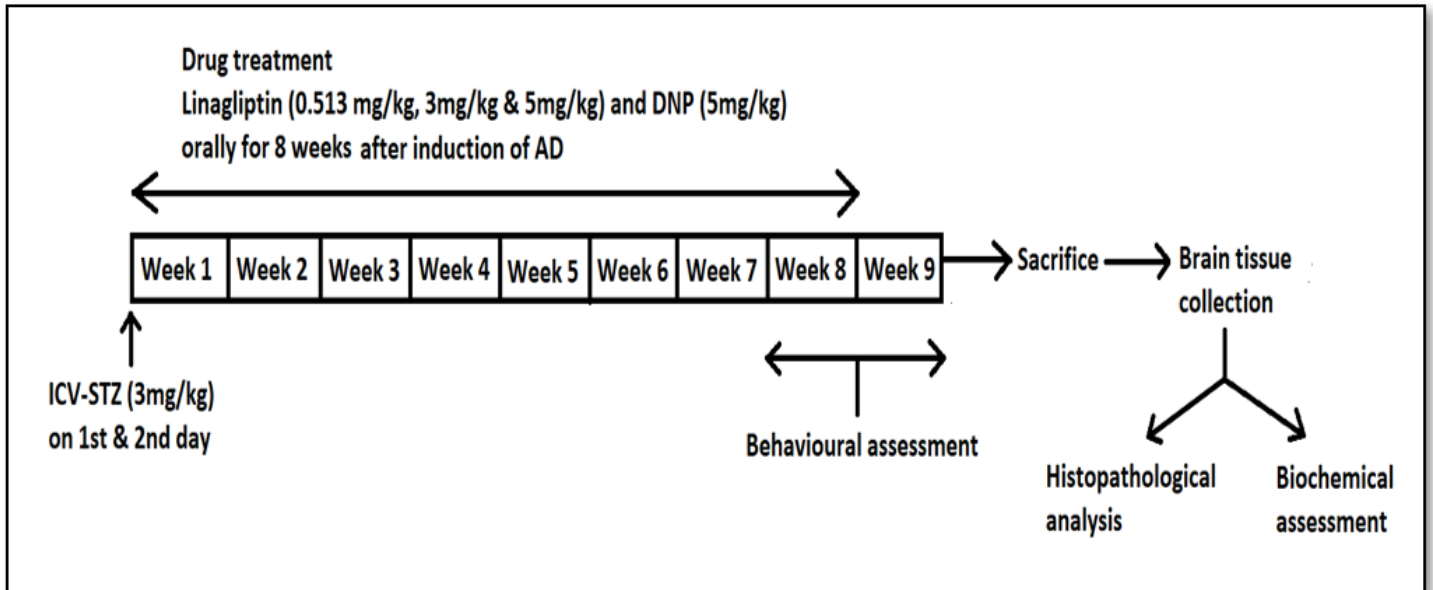 Drug treatment
Linagliptin (0.513 mg/kg, 3mg/kg & 5mg/kg) and DNP (5mg/kg)
orally for 8 weeks after induction of AD
Week 1 Week 2 Week 3 Week 4 Week 5 Week 6 Week 7 Week 8 Week 9
Sacrifice
Brain tissue
collection
ICV-STZ (3mg/kg)
on 1st & 2nd day
Behavioural assessment
Histopathological
analysis
Biochemical
assessment